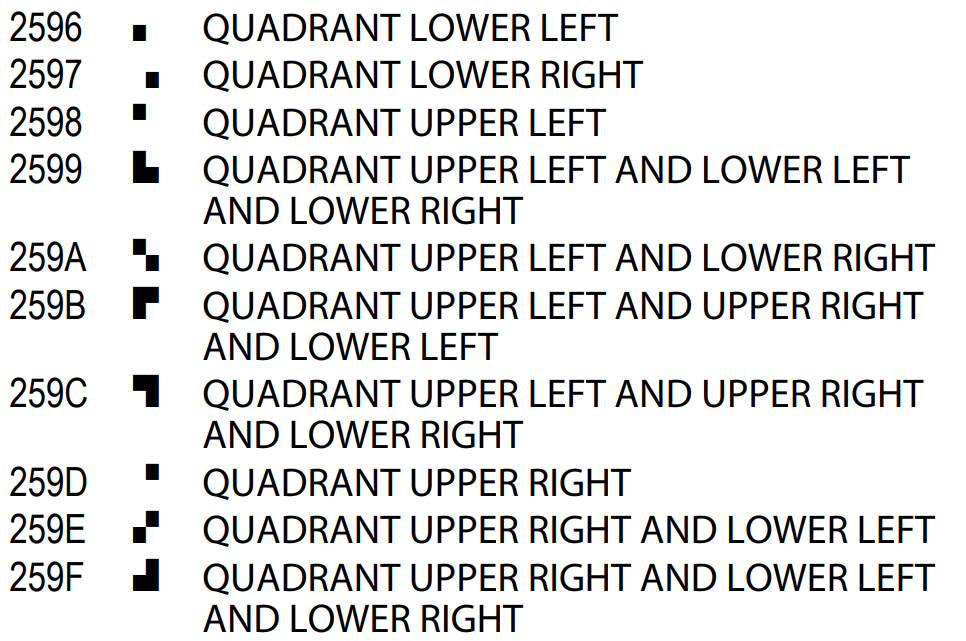 2596 ▖ QUADRANT LOWER LEFT
2597 ▗ QUADRANT LOWER RIGHT
2598 ▘ QUADRANT UPPER LEFT
2599 ▙ QUADRANT UPPER LEFT AND LOWER LEFT
AND LOWER RIGHT
259A ▚ QUADRANT UPPER LEFT AND LOWER RIGHT
259B ▛ QUADRANT UPPER LEFT AND UPPER RIGHT
AND LOWER LEFT
259C ▜ QUADRANT UPPER LEFT AND UPPER RIGHT
AND LOWER RIGHT
259D ▝ QUADRANT UPPER RIGHT
259E ▞ QUADRANT UPPER RIGHT AND LOWER LEFT
259F ▟ QUADRANT UPPER RIGHT AND LOWER LEFT
AND LOWER RIGHT